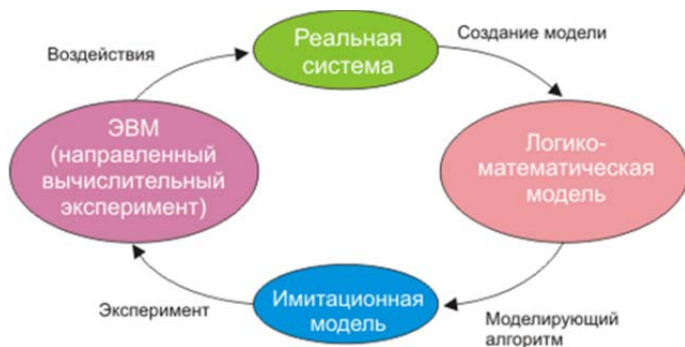 Реальная
система
Создание модели
Логико-
математическая
модель
Моделирующий
алгоритм
Имитационная
модель
Эксперимент
ЭВМ
(направленный
вычислительный
эксперимент)
Воздействия